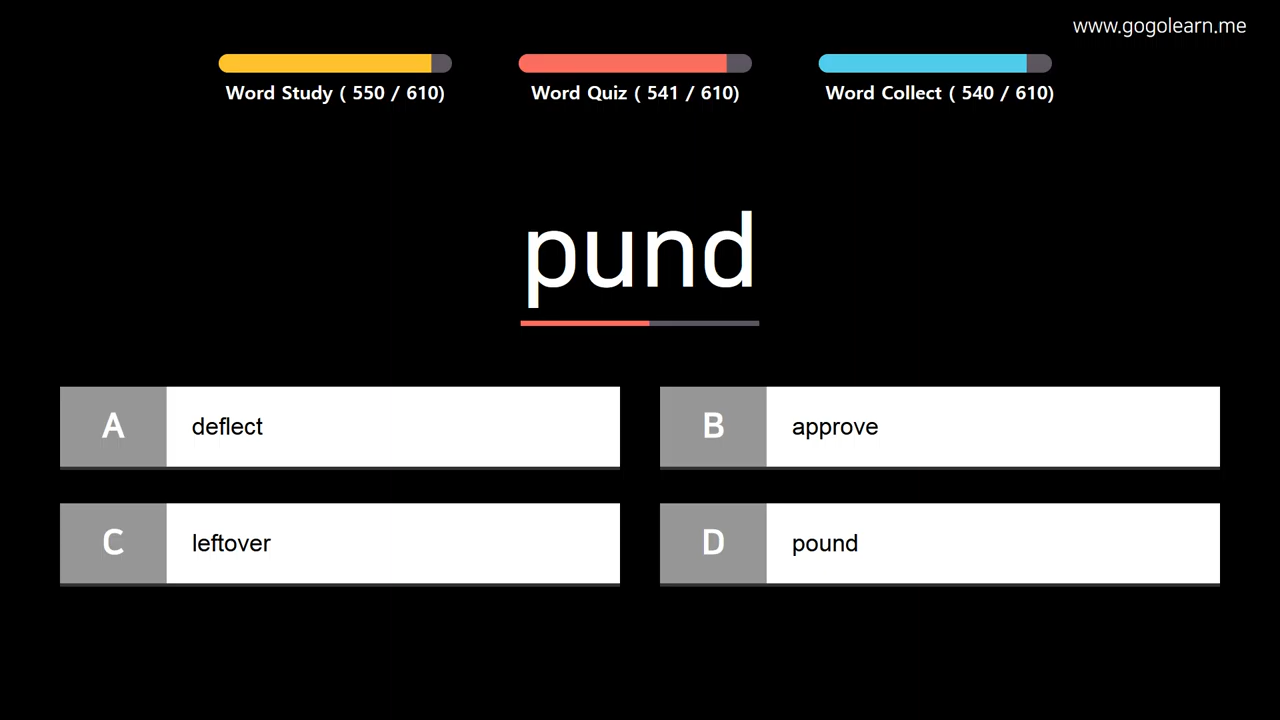 www.gogolearn.me
Word Study ( 550 / 610)
Word Quiz ( 541 / 610)
Word Collect ( 540 / 610)
pund
A deflect
B approve
C leftover
D pound